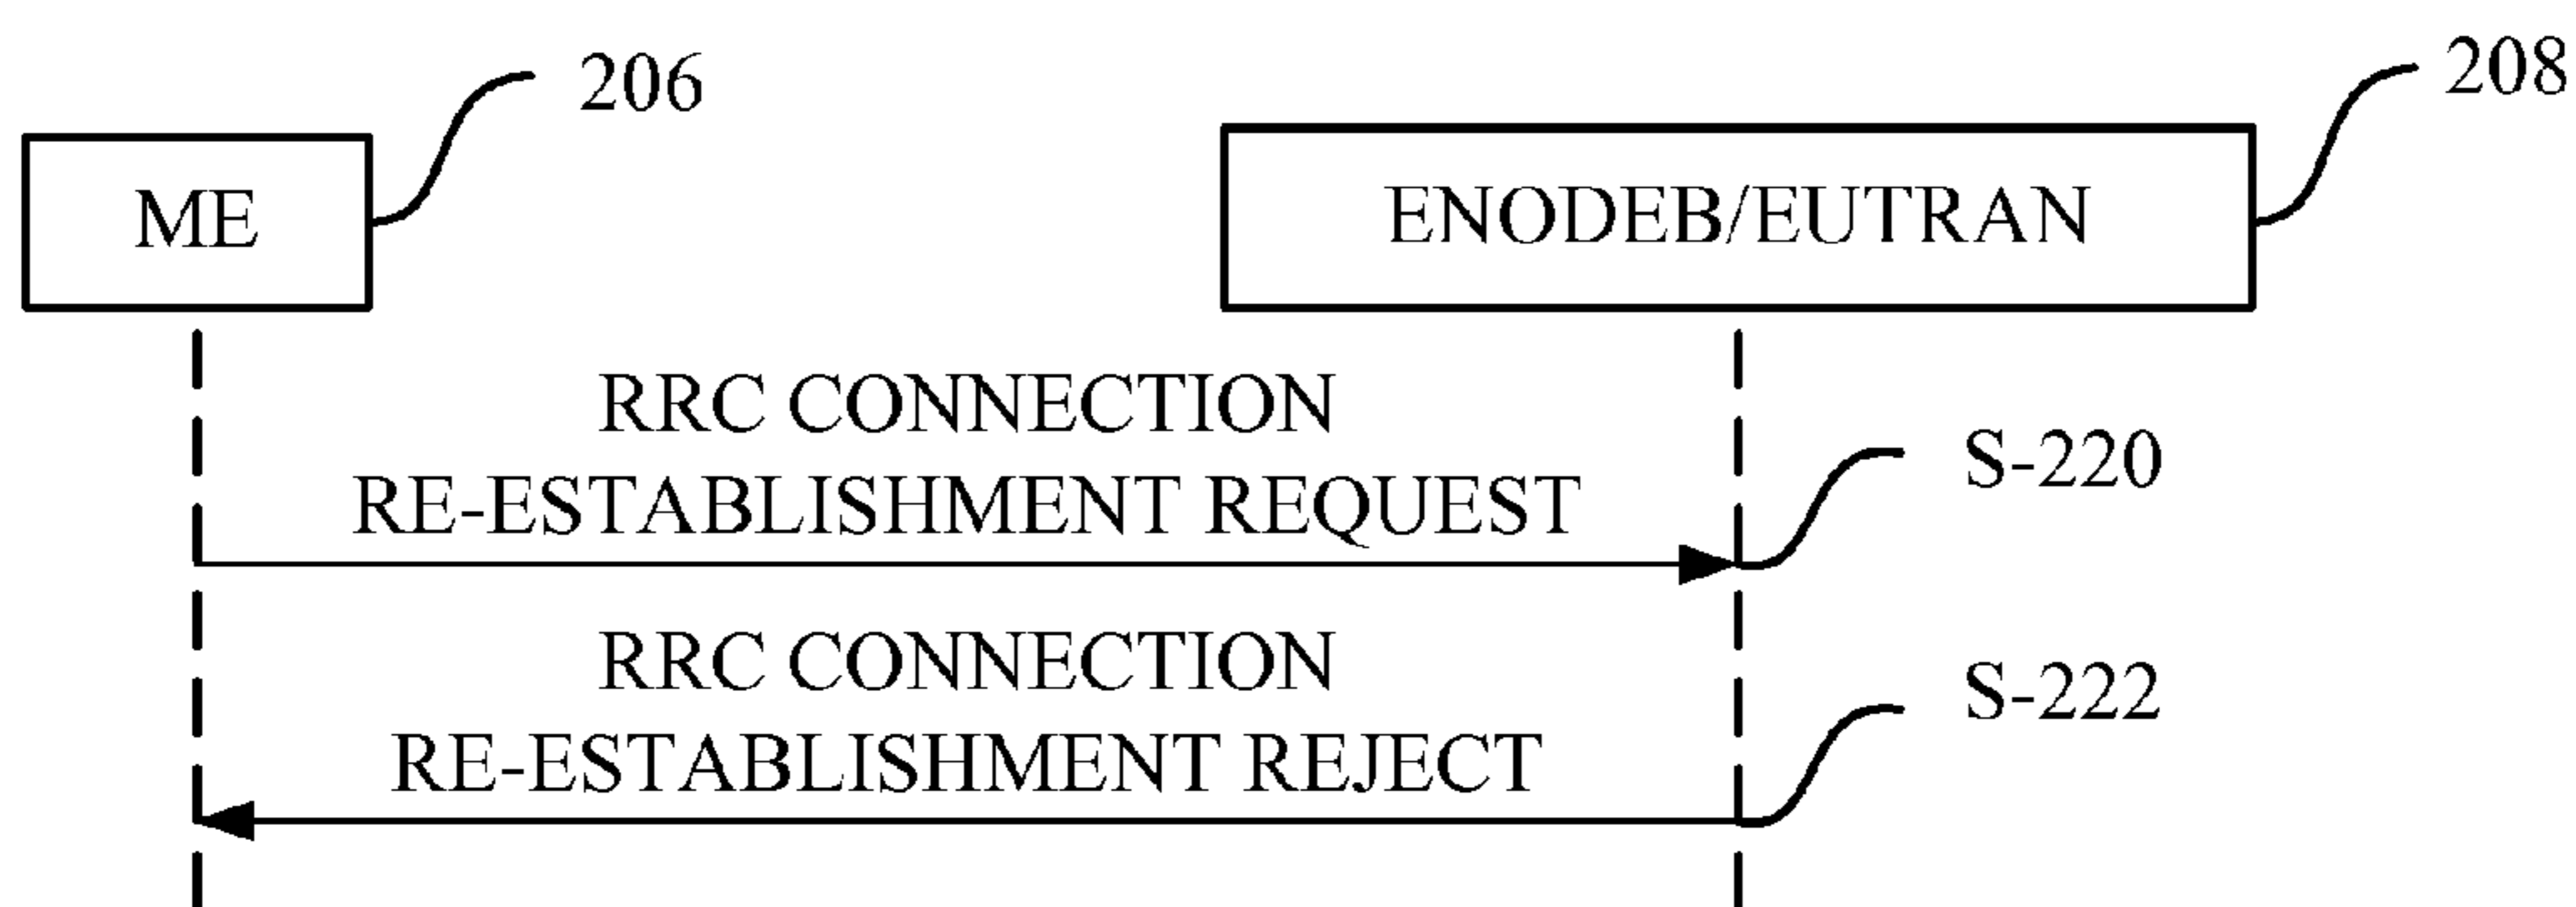 206
208
ME
ENODEB/EUTRAN
RRC CONNECTION
RE-ESTABLISHMENT REQUEST
S-220
RRC CONNECTION
RE-ESTABLISHMENT REJECT
S-222